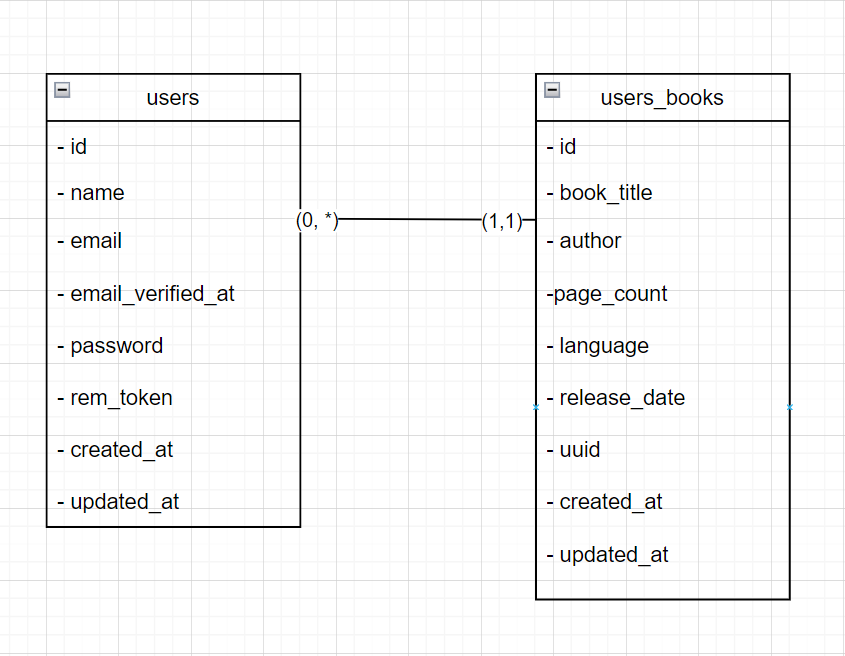 users
- id
- name
- email
- email_verified_at
- password
- rem_token
- created_at
- updated_at
(0, *)
(1,1)
users_books
- id
- book_title
- author
-page_count
- language
- release_date
- uuid
- created_at
- updated_at